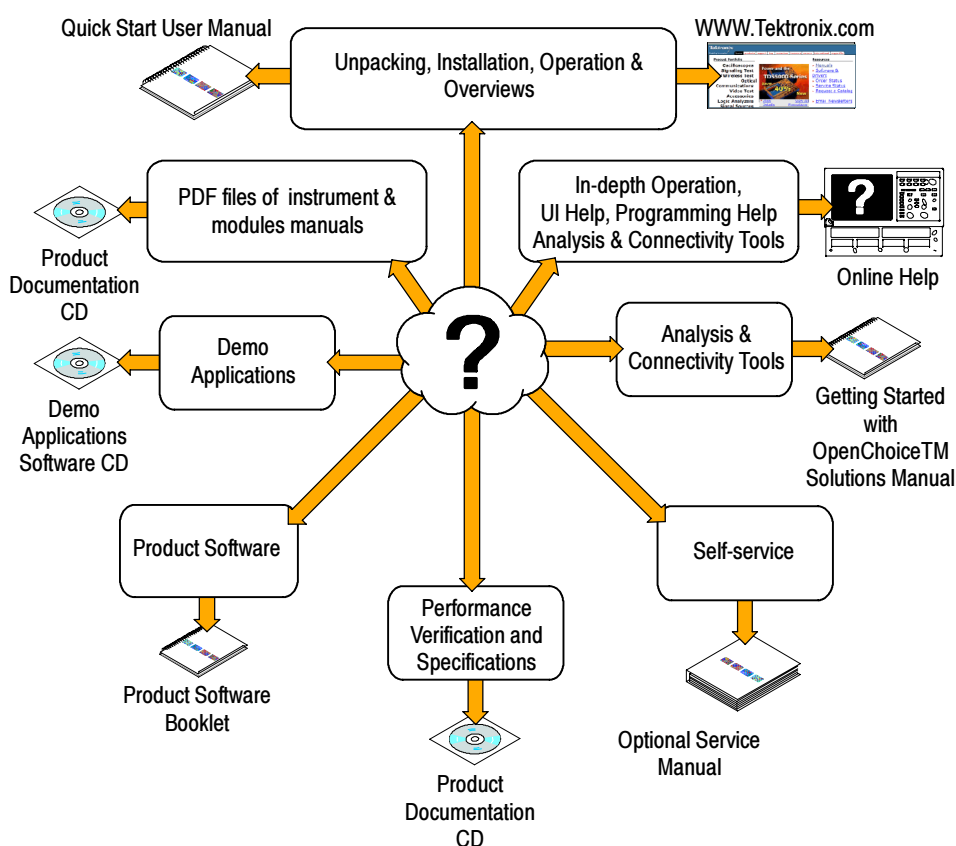 Quick Start User Manual
WWW.Tektronix.com
Unpacking, Installation, Operation &
Overviews
PDF files of instrument &
modules manuals
In-depth Operation,
UI Help, Programming Help
Analysis & Connectivity Tools
Product
Documentation
CD
?
Online Help
Demo
Applications
?
Analysis &
Connectivity Tools
Demo
Applications
Software CD
Getting Started
with
OpenChoiceTM
Solutions Manual
Product Software
Self-service
Performance
Verification and
Specifications
Product Software
Booklet
Optional Service
Manual
Product
Documentation
CD